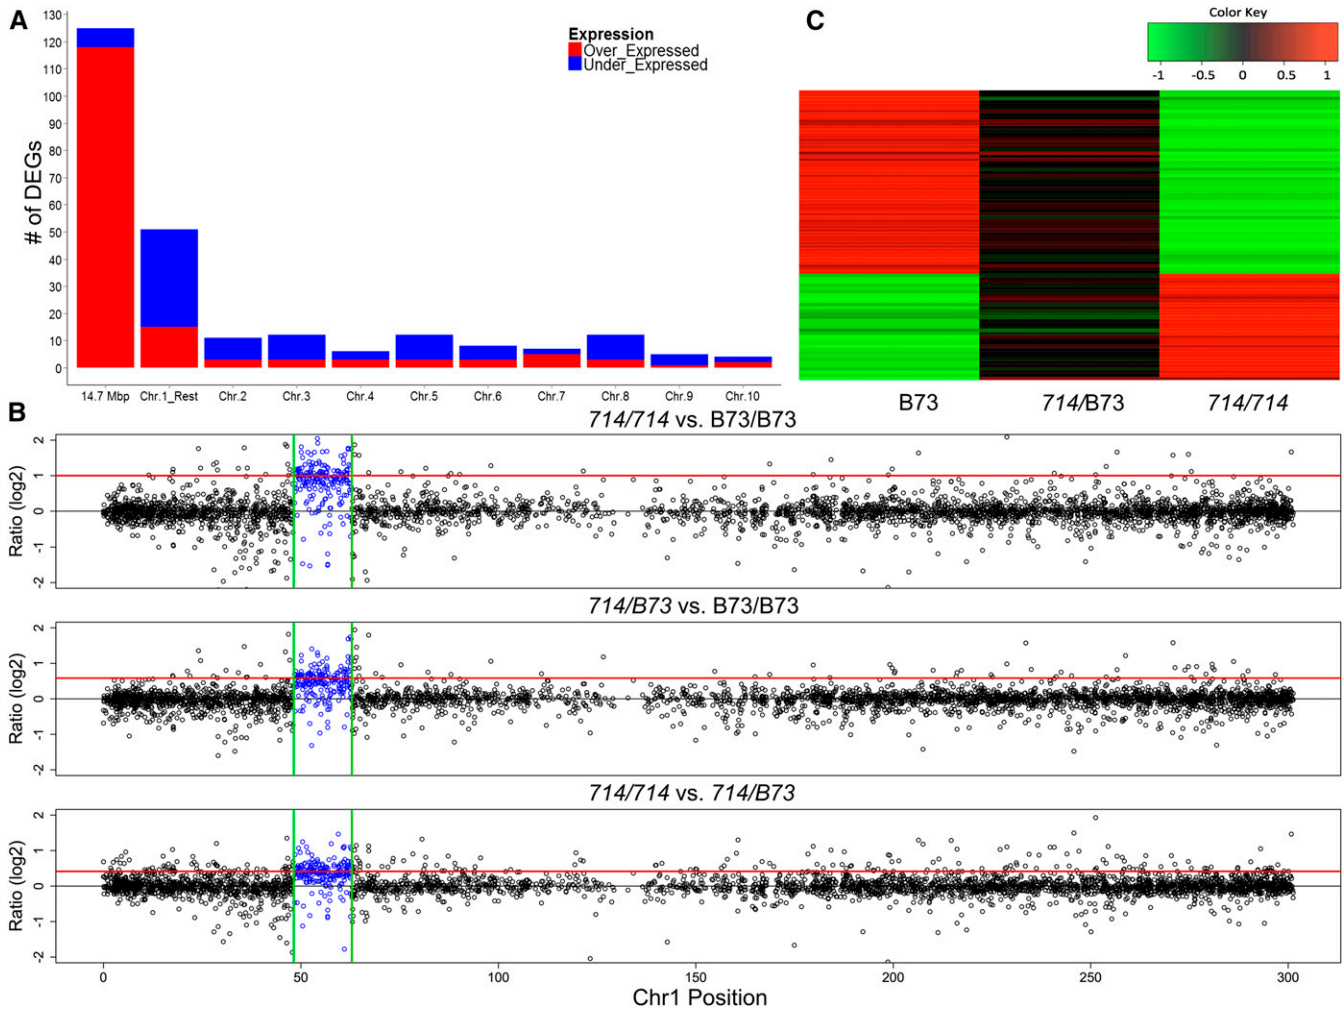 A
130
120
110
100
90
80
70
60
50
40
30
20
10
0
# of DEGs
Expression
Over_Expressed
Under_Expressed
14.7 Mbp Chr.1_Rest Chr.2 Chr.3 Chr.4 Chr.5 Chr.6 Chr.7 Chr.8 Chr.9 Chr.10
C
Color Key
-1 -0.5 0 0.5 1
B73 714/B73 714/714
B
714/714 vs. B73/B73
Ratio (log2)
2
1
0
-1
-2
714/B73 vs. B73/B73
Ratio (log2)
2
1
0
-1
-2
714/714 vs. 714/B73
Ratio (log2)
2
1
0
-1
-2
0 50 100 150 200 250 300
Chr1 Position